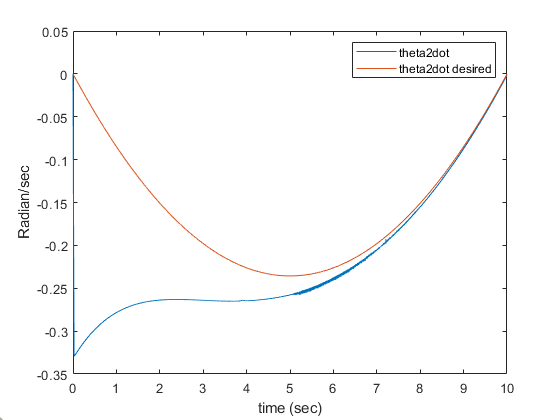 0.05
0
-0.05
-0.1
-0.15
-0.2
-0.25
-0.3
-0.35
Radian/sec
theta2dot
theta2dot desired
0 1 2 3 4 5 6 7 8 9 10
time (sec)